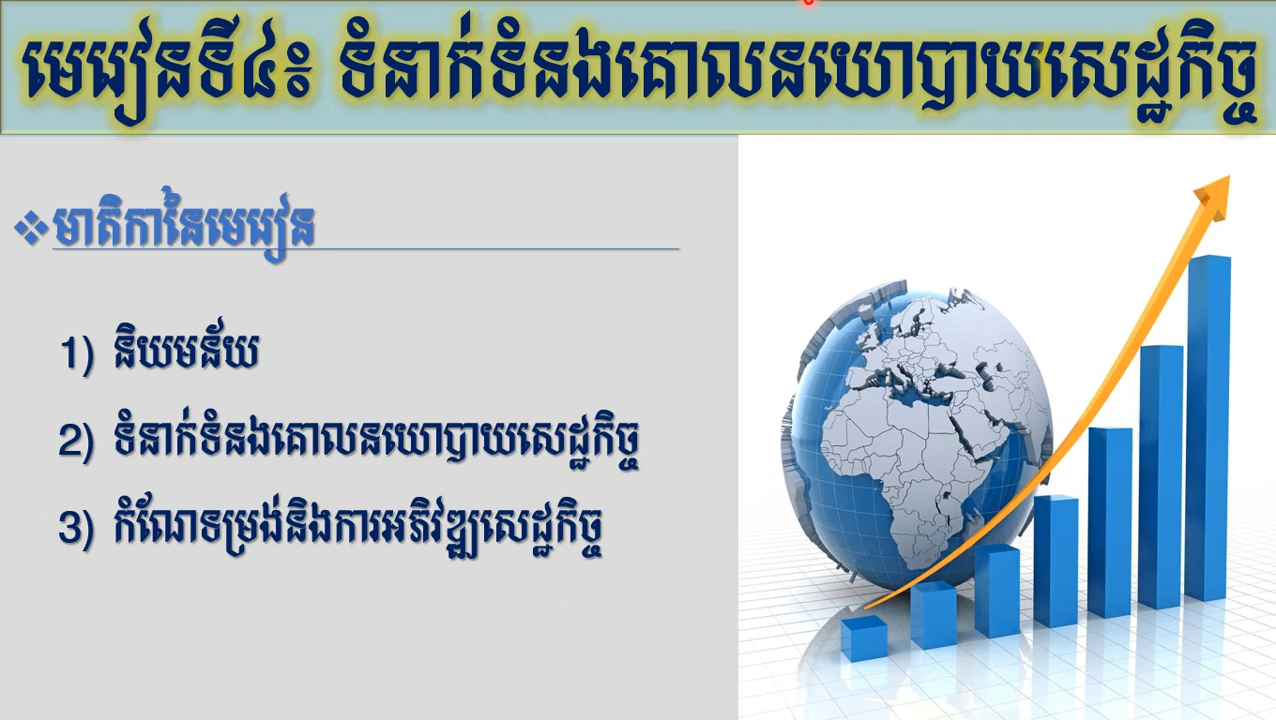 មេរៀនទី៤៖ ទំនាក់ទំនងគោលនយោបាយសេដ្ឋកិច្ច
❖មាតិកានៃមេរៀន
1) និយមន័យ
2) ទំនាក់ទំនងគោលនយោបាយសេដ្ឋកិច្ច
3) កំណែទម្រង់និងការអភិវឌ្ឍសេដ្ឋកិច្ច